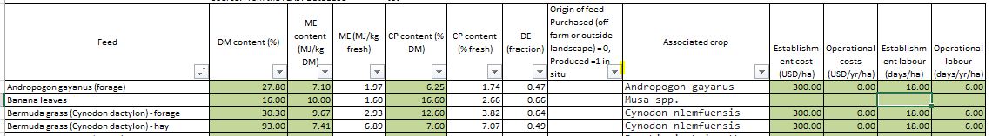 Origin of feed
Purchased (off
farm or outside
landscape) = 0,
Produced =1 in
situ
Feed
DM content (%)
ME
content
(MJ/kg
DM)
ME (MJ/kg
fresh)
CP content (%
DM)
CP content
(% fresh)
DE
(fraction)
Associated crop
Establishm
ent cost
(USD/ha)
Operational
costs
(USD/yr/ha)
Establishm
ent labour
(days/ha)
Operational
labour
(days/yr/ha)
Andropogon gayanus (forage) 27.80 7.10 1.97 6.25 1.74 0.47 Andropogon gayanus 300.00 0.00 18.00 6.00
Banana leaves 16.00 10.00 1.60 16.60 2.66 0.66 Musa spp.
Bermuda grass (Cynodon dactylon) - forage 30.30 9.67 2.93 12.60 3.82 0.64 Cynodon nlemfuensis 300.00 0.00 18.00 6.00
Bermuda grass (Cynodon dactylon) - hay 93.00 7.41 6.89 7.60 7.07 0.49 Cynodon nlemfuensis 300.00 0.00 18.00 6.00